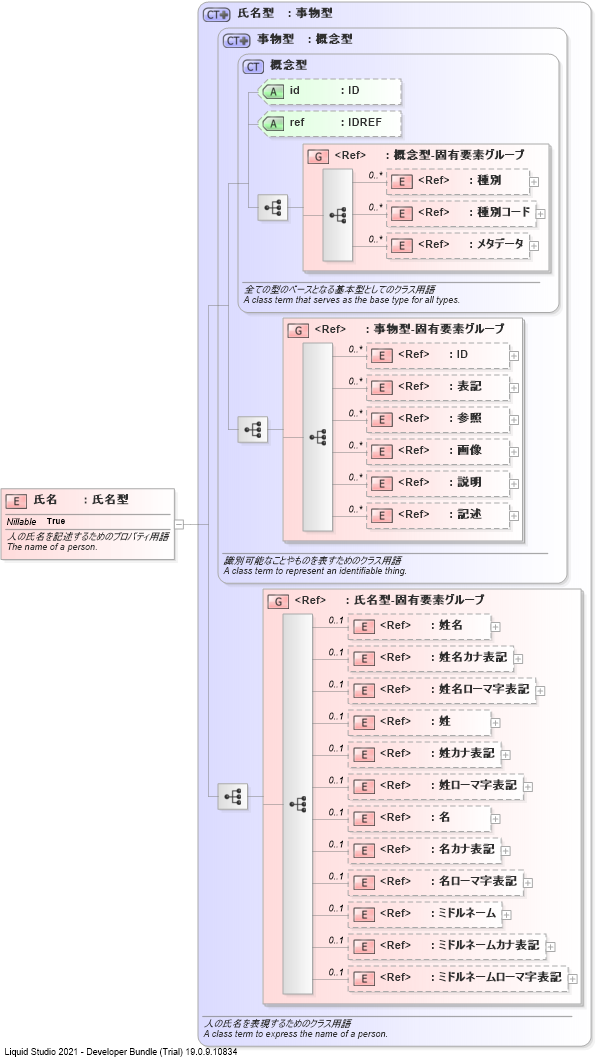 CT 氏名型 : 事物型
CT 事物型 : 概念型
CT 概念型
A id : ID
A ref : IDREF
G <Ref> : 概念型-固有要素グループ
0..* E <Ref> : 種別
0..* E <Ref> : 種別コード
0..* E <Ref> : メタデータ
全ての型のベースとなる基本型としてのクラス用語
A class term that serves as the base type for all types.
G <Ref> : 事物型-固有要素グループ
0..* E <Ref> : ID
0..* E <Ref> : 表記
0..* E <Ref> : 参照
0..* E <Ref> : 画像
0..* E <Ref> : 説明
0..* E <Ref> : 記述
E 氏名 : 氏名型
Nillable True
人の氏名を記述するためのプロパティ用語
The name of a person.
識別可能なことやものを表すためのクラス用語
A class term to represent an identifiable thing.
G <Ref> : 氏名型-固有要素グループ
0..1 E <Ref> : 姓名
0..1 E <Ref> : 姓名カナ表記
0..1 E <Ref> : 姓名ローマ字表記
0..1 E <Ref> : 姓
0..1 E <Ref> : 姓カナ表記
0..1 E <Ref> : 姓ローマ字表記
0..1 E <Ref> : 名
0..1 E <Ref> : 名カナ表記
0..1 E <Ref> : 名ローマ字表記
0..1 E <Ref> : ミドルネーム
0..1 E <Ref> : ミドルネームカナ表記
0..1 E <Ref> : ミドルネームローマ字表記
人の氏名を表現するためのクラス用語
A class term to express the name of a person.
Liquid Studio 2021 - Developer Bundle (Trial) 19.0.9.10834